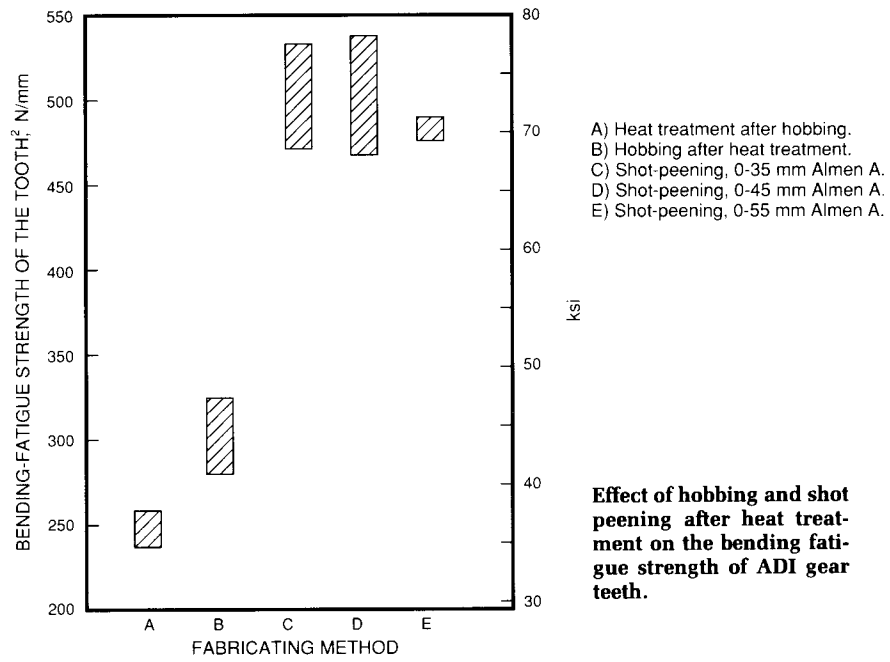 BENDING-FATIGUE STRENGTH OF THE TOOTH,² N/mm
550
500
450
400
350
300
250
200
A B C D E
FABRICATING METHOD
80
70
60
50
40
30
ksi
A) Heat treatment after hobbing.
B) Hobbing after heat treatment.
C) Shot-peening, 0-35 mm Almen A.
D) Shot-peening, 0-45 mm Almen A.
E) Shot-peening, 0-55 mm Almen A.
Effect of hobbing and shot
peening after heat treat-
ment on the bending fati-
gue strength of ADI gear
teeth.